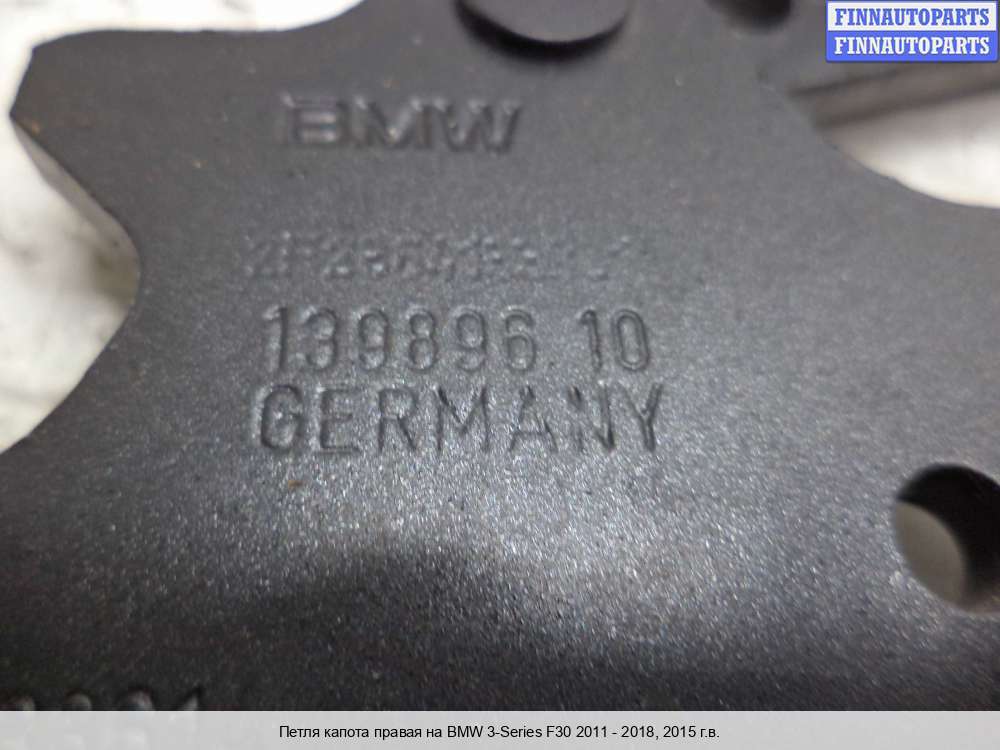 FINNAUTOPARTS
FINNAUTOPARTS
BMW
139896 10
GERMANY
Петля капота правая на BMW 3-Series F30 2011 - 2018, 2015 г.в.